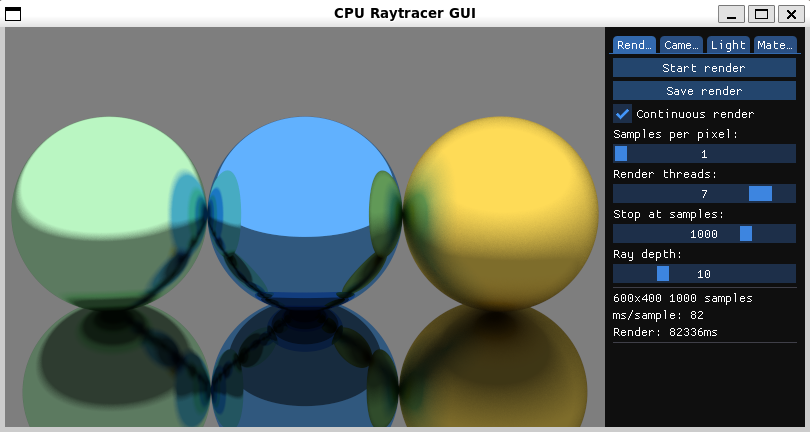 CPU Raytracer GUI
Rend… Came… Light Mate…
Start render
Save render
Continuous render
Samples per pixel:
1
Render threads:
7
Stop at samples:
1000
Ray depth:
10
600x400 1000 samples
ms/sample: 82
Render: 82336ms